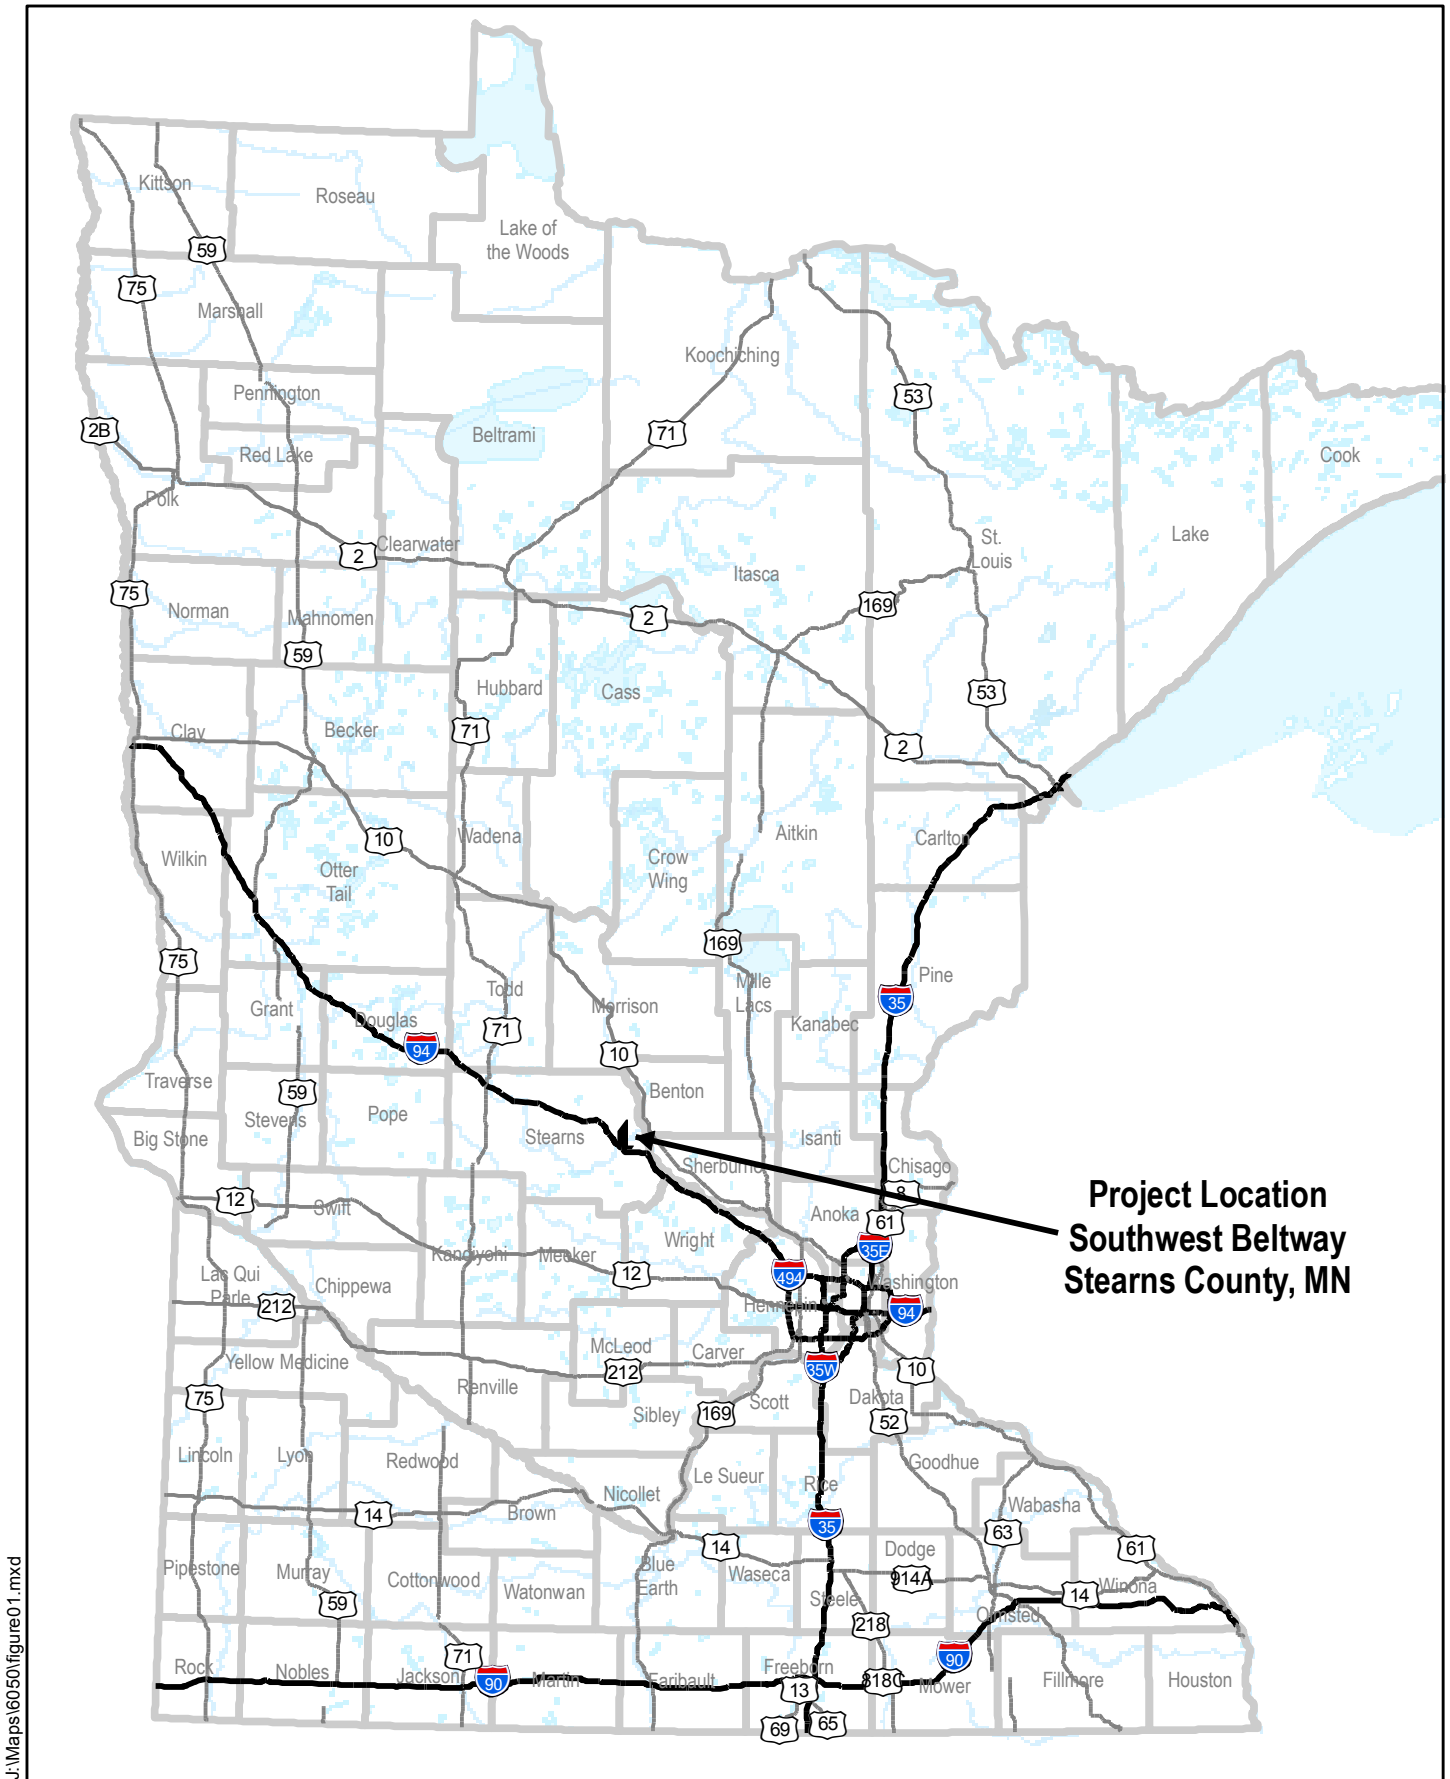 Kittson
Roseau
Lake of
the Woods
59
75
Marshall
Koochiching
Pennington
53
2B
Beltrami
71
Red Lake
Cook
Polk
Clearwater
2
St.
Louis
Lake
Itasca
75
Norman
Mahnomen
2
169
59
Hubbard
Cass
53
Clay
Becker
71
2
10
Wadena
Aitkin
Carlton
Wilkin
Otter
Tail
Crow
Wing
169
75
Pine
Todd
Mille
Lacs
35
Grant
Douglas
Morrison
Kanabec
71
94
10
Traverse
59
Benton
Stevens
Pope
Big Stone
Stearns
Isanti
Sherburne
Chisago
8
12
Swift
Anoka
61
Project Location
Southwest Beltway
Stearns County, MN
Wright
35E
Kandiyohi
Meeker
12
494
Lac Qui
Parle
Chippewa
Washington
212
Hennepin
94
McLeod
Carver
Yellow Medicine
212
35W
10
75
Renville
Sibley
169
Scott
Dakota
52
Lincoln
Lyon
Redwood
Le Sueur
Rice
Goodhue
Nicollet
Wabasha
14
Brown
35
63
14
Dodge
61
Pipestone
Murray
Cottonwood
Watonwan
Blue
Earth
Waseca
914A
Steele
14
Winona
59
218
Olmsted
71
90
Rock
Nobles
Jackson
90
Martin
Faribault
Freeborn
13
818C
Mower
Fillmore
Houston
69
65
J:\Maps\6050\figure01.mxd